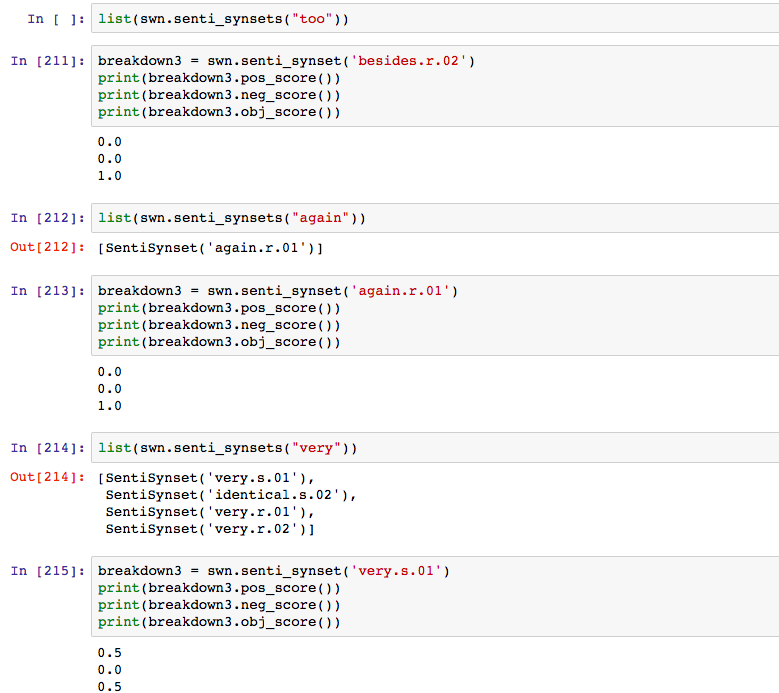 In [ ]: list(swn.senti_synsets("too"))
In [211]: breakdown3 = swn.senti_synset('besides.r.02')
print(breakdown3.pos_score())
print(breakdown3.neg_score())
print(breakdown3.obj_score())
0.0
0.0
1.0
In [212]: list(swn.senti_synsets("again"))
Out[212]: [SentiSynset('again.r.01')]
In [213]: breakdown3 = swn.senti_synset('again.r.01')
print(breakdown3.pos_score())
print(breakdown3.neg_score())
print(breakdown3.obj_score())
0.0
0.0
1.0
In [214]: list(swn.senti_synsets("very"))
Out[214]: [SentiSynset('very.s.01'),
SentiSynset('identical.s.02'),
SentiSynset('very.r.01'),
SentiSynset('very.r.02')]
In [215]: breakdown3 = swn.senti_synset('very.s.01')
print(breakdown3.pos_score())
print(breakdown3.neg_score())
print(breakdown3.obj_score())
0.5
0.0
0.5